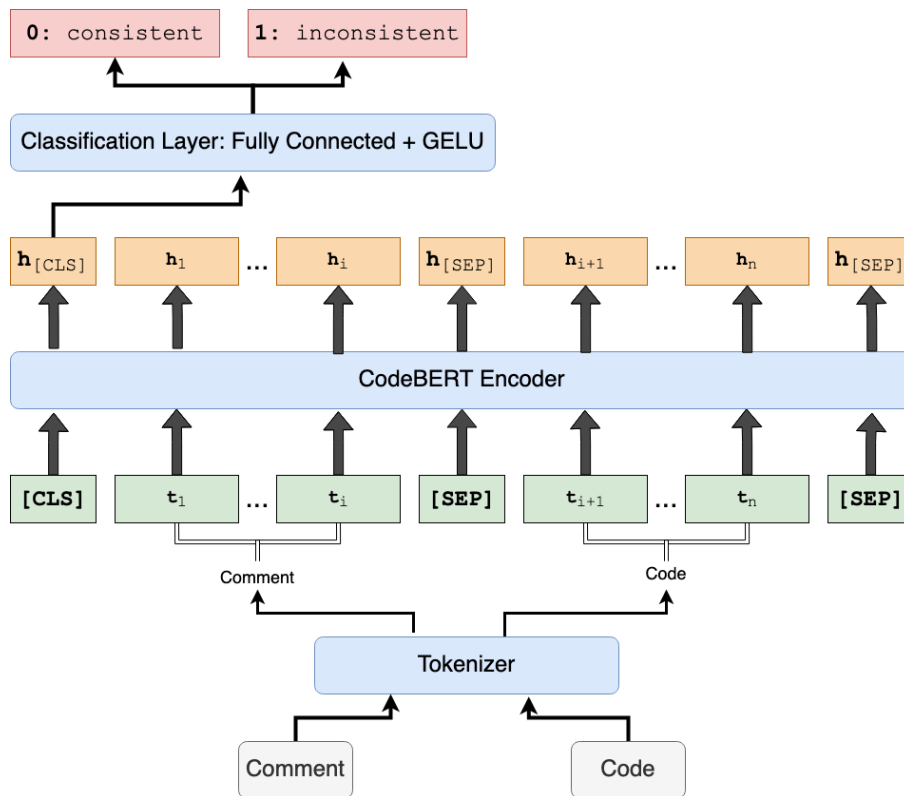 0: consistent 1: inconsistent
Classification Layer: Fully Connected + GELU
h[CLS] h1 ... hi h[SEP] hi+1 ... hn h[SEP]
CodeBERT Encoder
[CLS] t1 ... ti [SEP] ti+1 ... tn [SEP]
Comment Code
Tokenizer
Comment Code